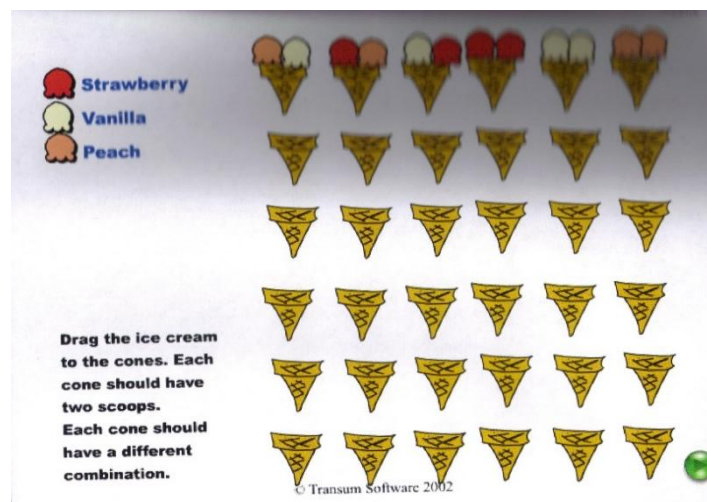 Strawberry
Vanilla
Peach
Drag the ice cream
to the cones. Each
cone should have
two scoops.
Each cone should
have a different
combination.
© Transum Software 2002